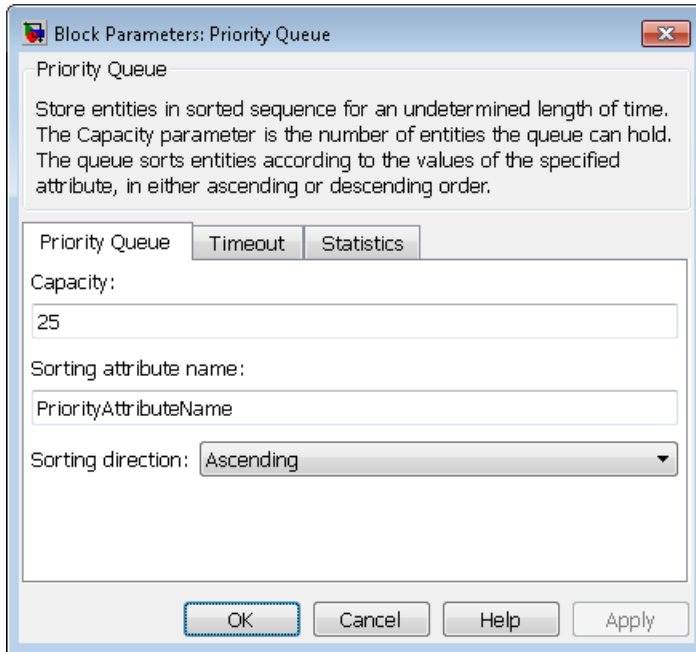 Block Parameters: Priority Queue
Priority Queue
Store entities in sorted sequence for an undetermined length of time.
The Capacity parameter is the number of entities the queue can hold.
The queue sorts entities according to the values of the specified
attribute, in either ascending or descending order.
Priority Queue Timeout Statistics
Capacity:
25
Sorting attribute name:
PriorityAttributeName
Sorting direction: Ascending
OK Cancel Help Apply